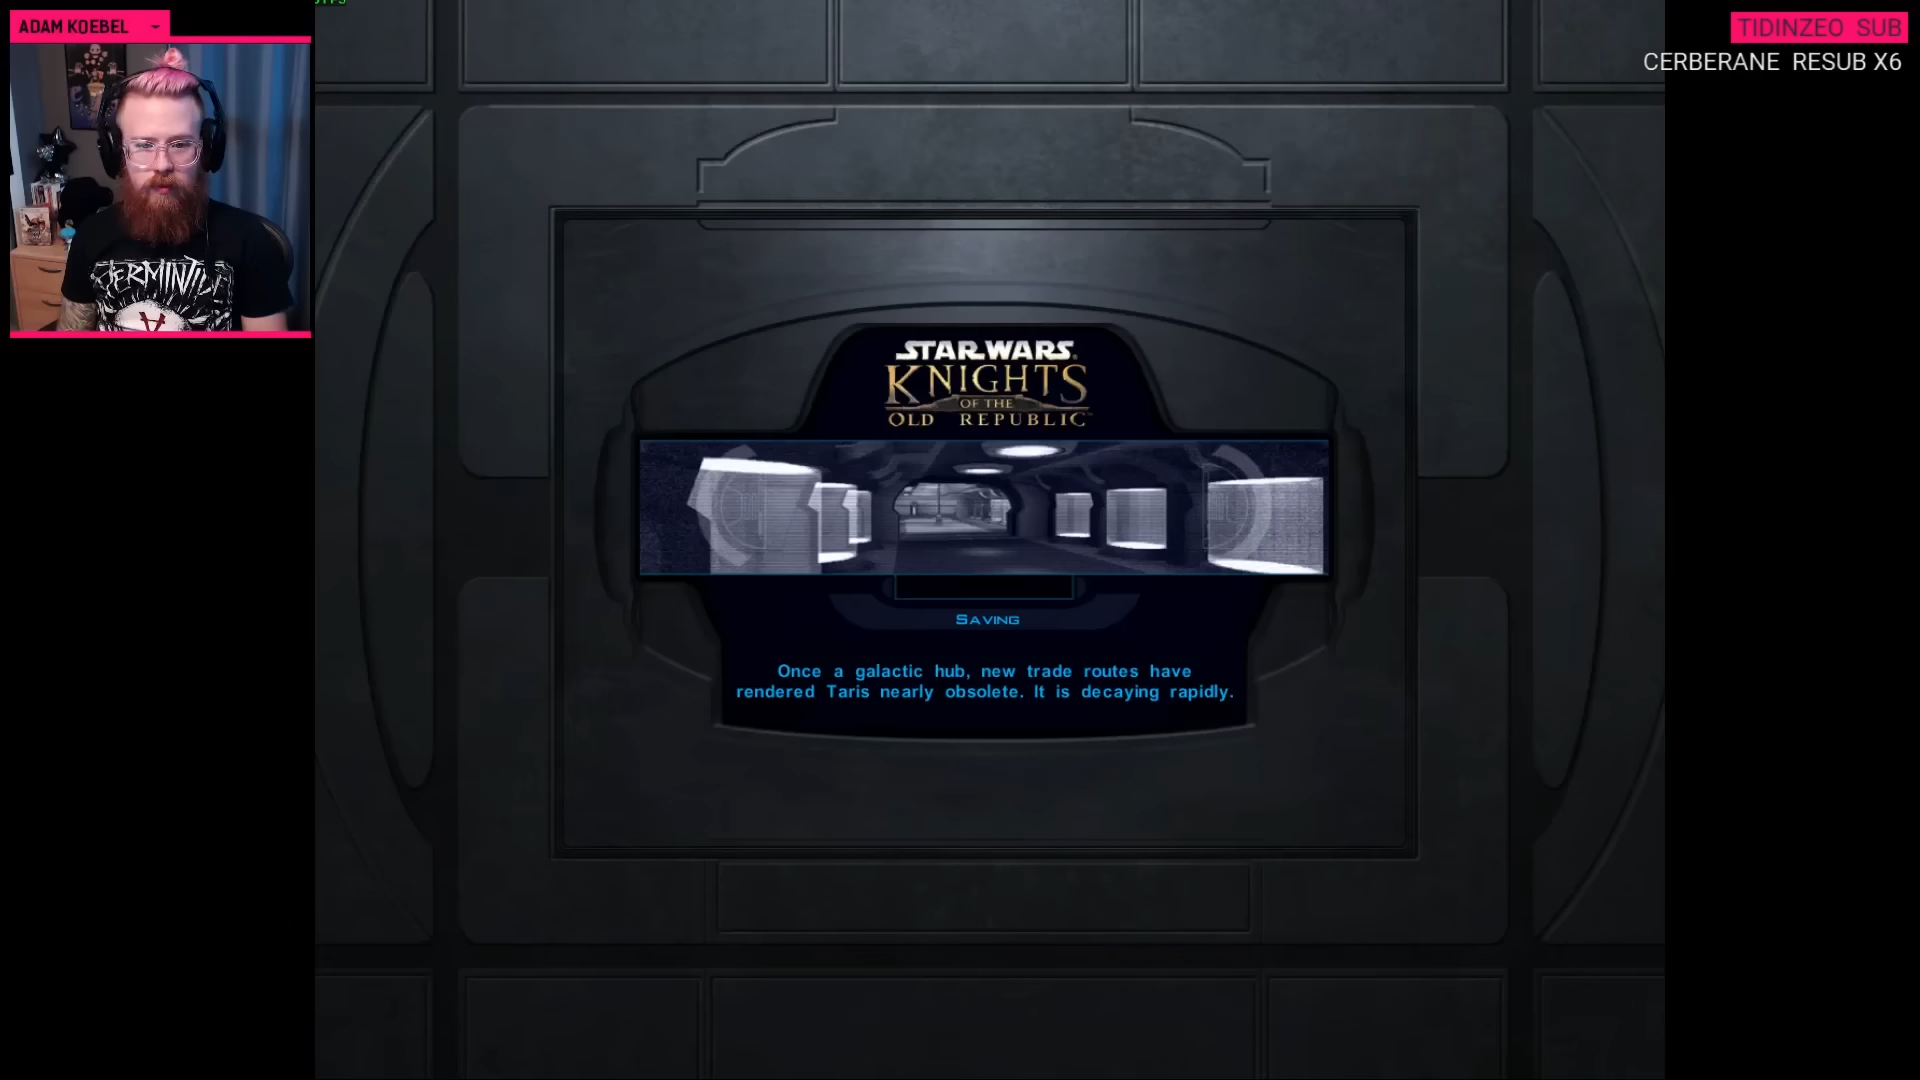 ADAM KOEBEL
TIDINZEO SUB
CERBERANE RESUB X6
STAR WARS
KNIGHTS
OF THE
OLD REPUBLIC
SAVING
Once a galactic hub, new trade routes have
rendered Taris nearly obsolete. It is decaying rapidly.